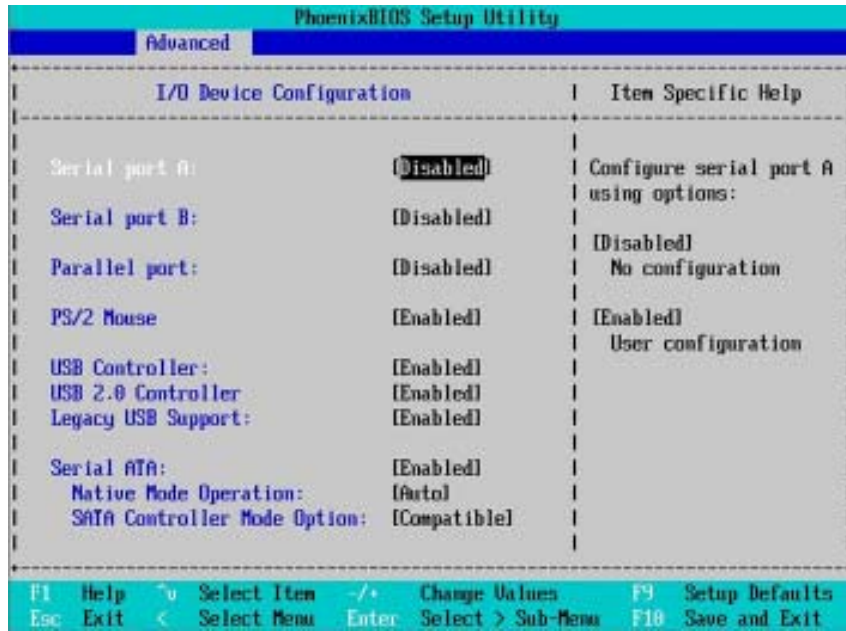 PhoenixBIOS Setup Utility
Advanced
I/O Device Configuration
Item Specific Help
Serial port A: [Disabled]
Serial port B: [Disabled]
Parallel port: [Disabled]
PS/2 Mouse [Enabled]
USB Controller: [Enabled]
USB 2.0 Controller [Enabled]
Legacy USB Support: [Enabled]
Serial ATA: [Enabled]
Native Mode Operation: [Auto]
SATA Controller Mode Option: [Compatible]
Configure serial port A
using options:
[Disabled]
No configuration
[Enabled]
User configuration
F1 Help ^v Select Item -/+ Change Values F9 Setup Defaults
Esc Exit < Select Menu Enter Select > Sub-Menu F10 Save and Exit